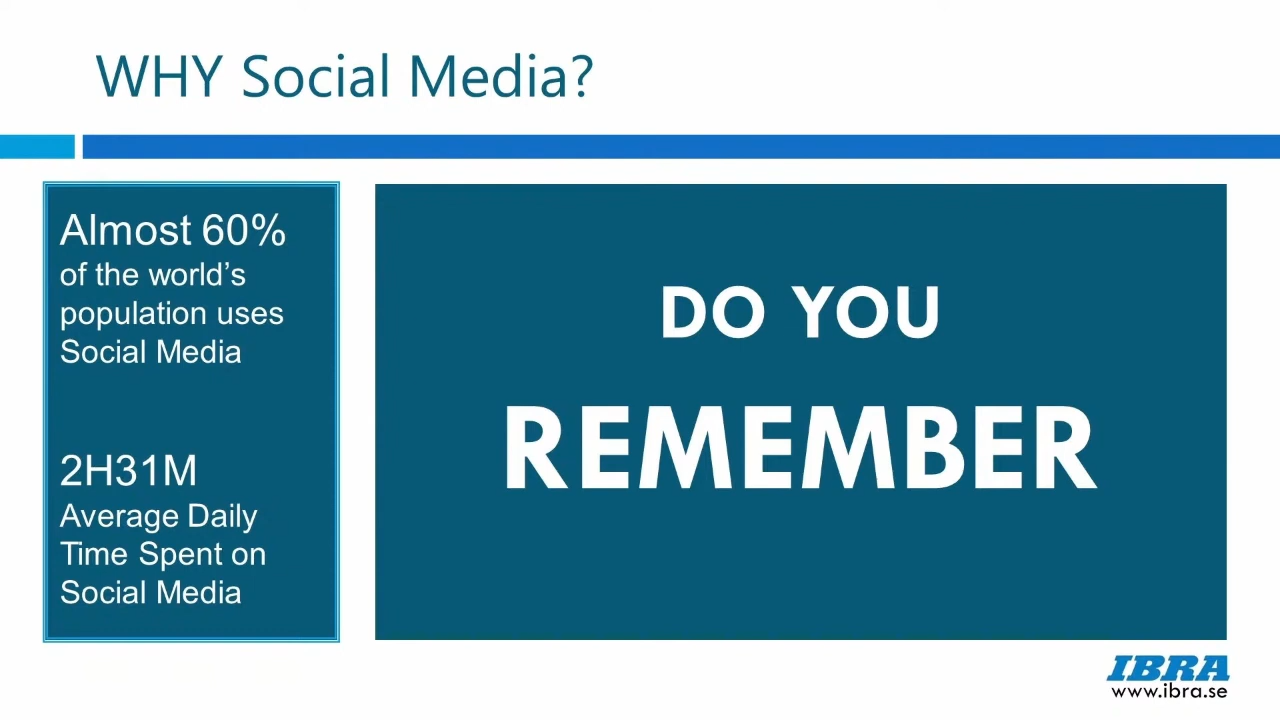 WHY Social Media?
Almost 60%
of the world's
population uses
Social Media
2H31M
Average Daily
Time Spent on
Social Media
DO YOU
REMEMBER
IBRA
www.ibra.se